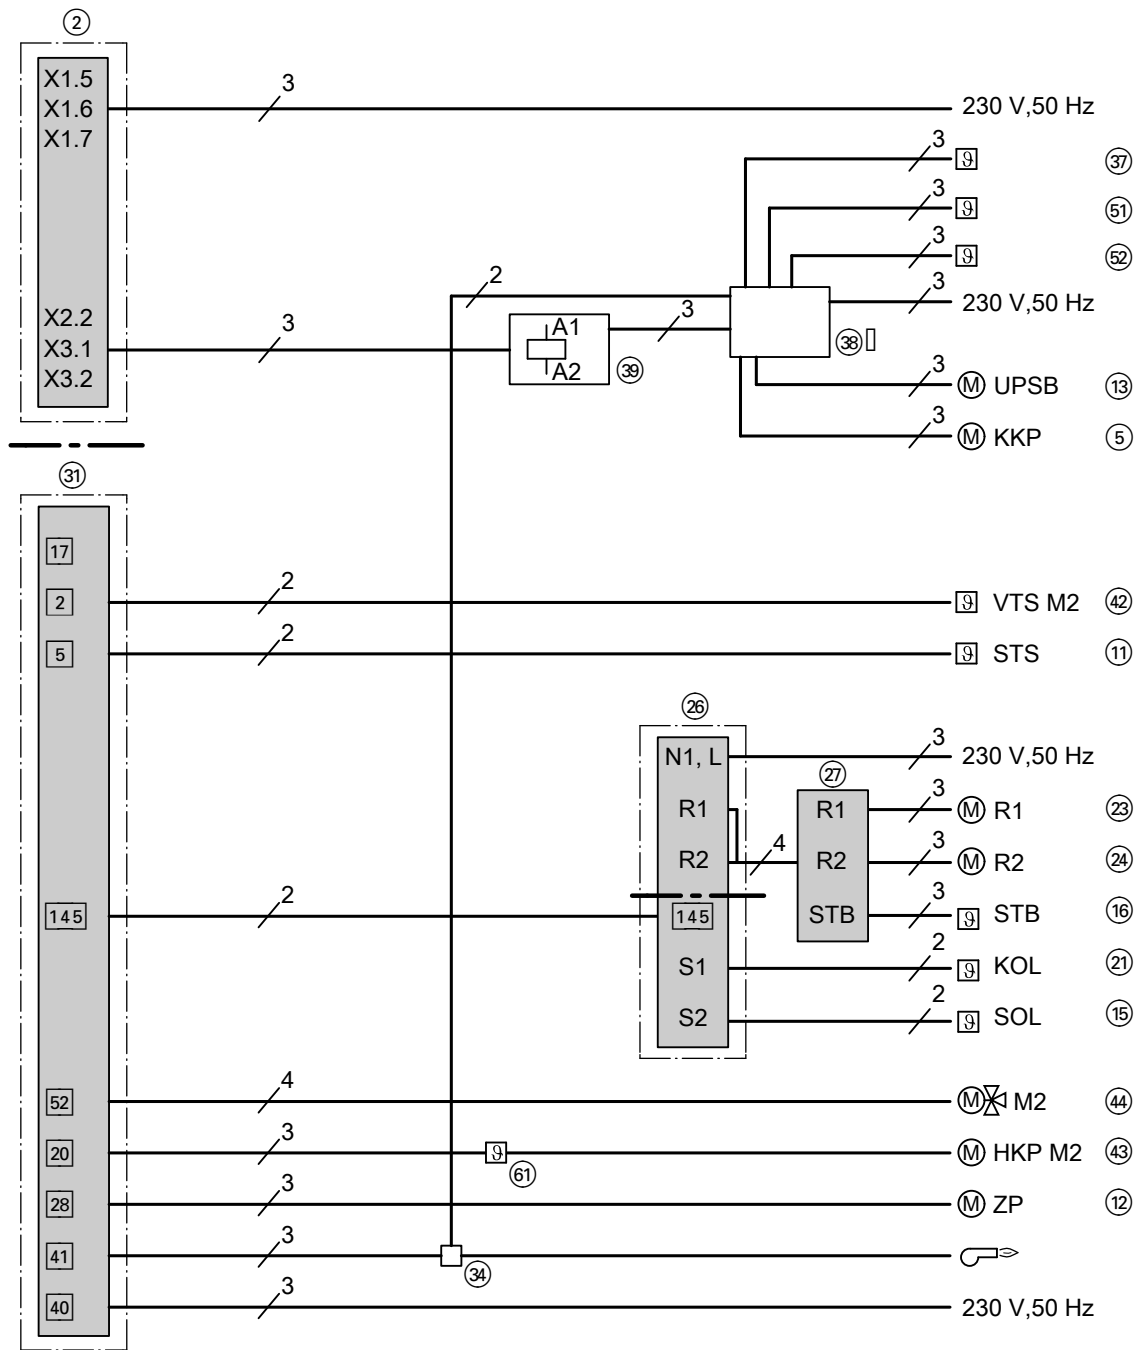 2
X1.5
X1.6
X1.7
3
230 V,50 Hz
3
ϑ
37
3
ϑ
51
3
ϑ
52
2
3
230 V,50 Hz
X2.2
X3.1
X3.2
3
A1
A2
39
3
38
3
M UPSB
13
3
M KKP
5
31
17
2
2
ϑ VTS M2
42
5
2
ϑ STS
11
26
N1, L
3
230 V,50 Hz
27
R1
R1
3
M R1
23
R2
4
R2
3
M R2
24
145
2
145
STB
3
ϑ STB
16
S1
2
ϑ KOL
21
S2
2
ϑ SOL
15
52
4
M M2
44
20
3
ϑ
61
M HKP M2
43
28
3
M ZP
12
41
3
34
40
3
230 V,50 Hz